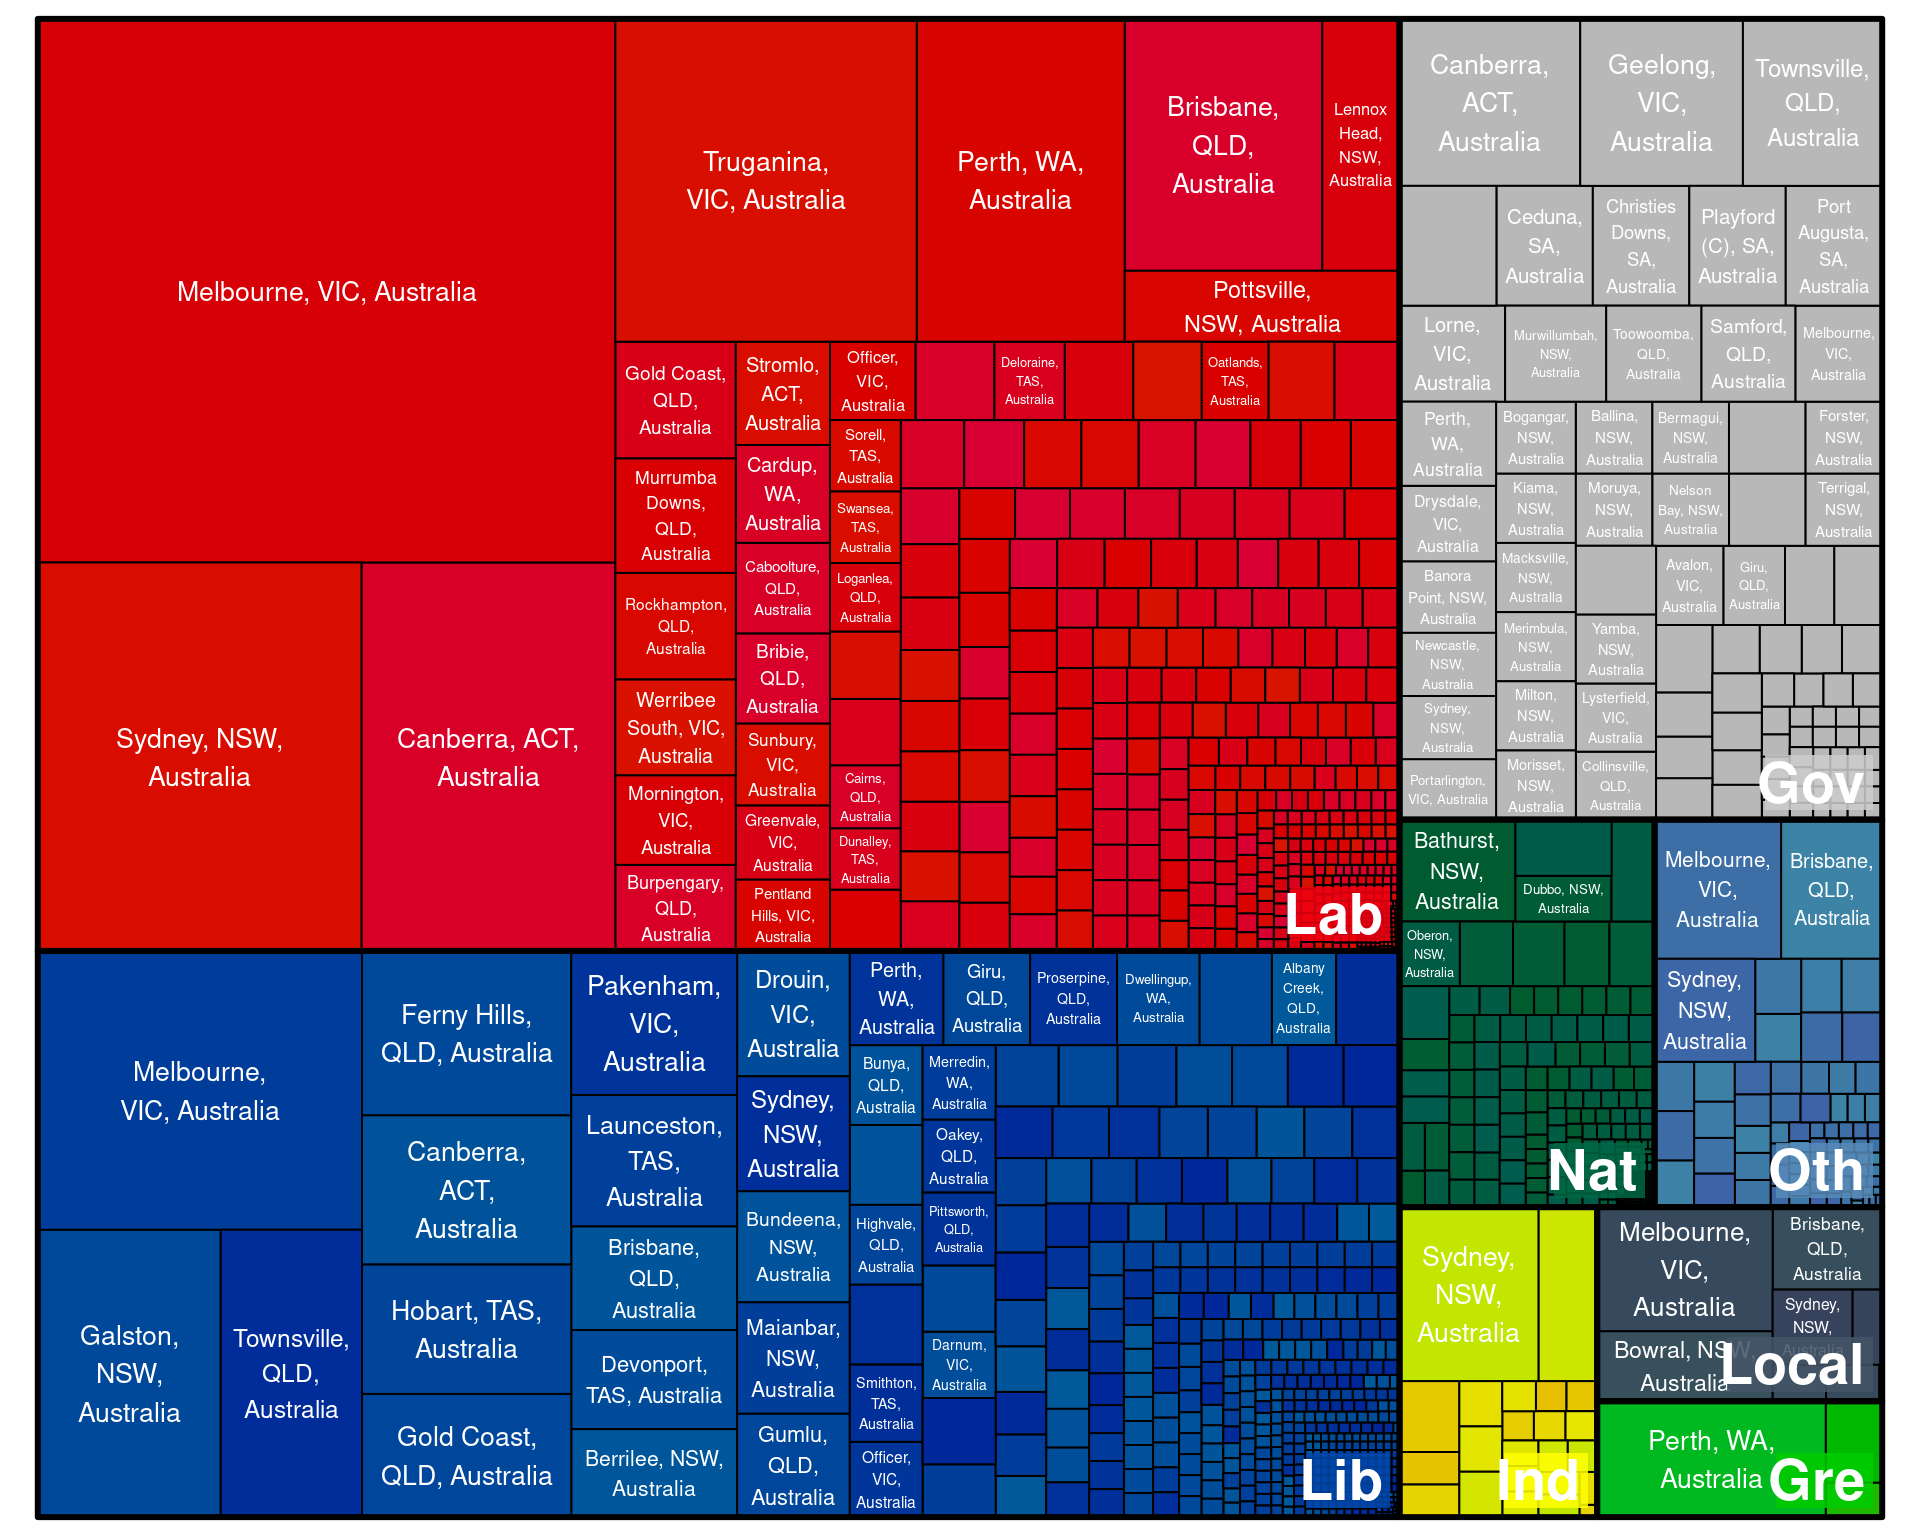 Melbourne, VIC, Australia
Sydney, NSW,
Australia
Canberra, ACT,
Australia
Truganina,
VIC, Australia
Perth, WA,
Australia
Brisbane,
QLD,
Australia
Lennox
Head,
NSW,
Australia
Pottsville,
NSW, Australia
Gold Coast,
QLD,
Australia
Murrumba
Downs,
QLD,
Australia
Rockhampton,
QLD,
Australia
Werribee
South, VIC,
Australia
Mornington,
VIC,
Australia
Burpengary,
QLD,
Australia
Stromlo,
ACT,
Australia
Cardup,
WA,
Australia
Caboolture,
QLD,
Australia
Bribie,
QLD,
Australia
Sunbury,
VIC,
Australia
Greenvale,
VIC,
Australia
Pentland
Hills, VIC,
Australia
Officer,
VIC,
Australia
Deloraine,
TAS,
Australia
Oatlands,
TAS,
Australia
Sorell,
TAS,
Australia
Swansea,
TAS,
Australia
Loganlea,
QLD,
Australia
Cairns,
QLD,
Australia
Dunalley,
TAS,
Australia
Lab
Canberra,
ACT,
Australia
Geelong,
VIC,
Australia
Townsville,
QLD,
Australia
Ceduna,
SA,
Australia
Christies
Downs,
SA,
Australia
Playford
(C), SA,
Australia
Port
Augusta,
SA,
Australia
Lorne,
VIC,
Australia
Murwillumbah,
NSW,
Australia
Toowoomba,
QLD,
Australia
Samford,
QLD,
Australia
Melbourne,
VIC,
Australia
Perth,
WA,
Australia
Drysdale,
VIC,
Australia
Banora
Point, NSW,
Australia
Newcastle,
NSW,
Australia
Sydney,
NSW,
Australia
Portarlington,
VIC, Australia
Bogangar,
NSW,
Australia
Ballina,
NSW,
Australia
Bermagui,
NSW,
Australia
Forster,
NSW,
Australia
Kiama,
NSW,
Australia
Moruya,
NSW,
Australia
Nelson
Bay, NSW,
Australia
Terrigal,
NSW,
Australia
Macksville,
NSW,
Australia
Merimbula,
NSW,
Australia
Milton,
NSW,
Australia
Morisset,
NSW,
Australia
Yamba,
NSW,
Australia
Lysterfield,
VIC,
Australia
Collinsville,
QLD,
Australia
Avalon,
VIC,
Australia
Giru,
QLD,
Australia
Gov
Melbourne,
VIC, Australia
Galston,
NSW,
Australia
Townsville,
QLD,
Australia
Ferny Hills,
QLD, Australia
Canberra,
ACT,
Australia
Hobart, TAS,
Australia
Gold Coast,
QLD, Australia
Pakenham,
VIC,
Australia
Launceston,
TAS,
Australia
Brisbane,
QLD,
Australia
Devonport,
TAS, Australia
Berrilee, NSW,
Australia
Drouin,
VIC,
Australia
Sydney,
NSW,
Australia
Bundeena,
NSW,
Australia
Maianbar,
NSW,
Australia
Gumlu,
QLD,
Australia
Perth,
WA,
Australia
Giru,
QLD,
Australia
Proserpine,
QLD,
Australia
Dwellingup,
WA,
Australia
Albany
Creek,
QLD,
Australia
Bunya,
QLD,
Australia
Highvale,
QLD,
Australia
Smithton,
TAS,
Australia
Officer,
VIC,
Australia
Merredin,
WA,
Australia
Oakey,
QLD,
Australia
Pittsworth,
QLD,
Australia
Darnum,
VIC,
Australia
Lib
Bathurst,
NSW,
Australia
Dubbo, NSW,
Australia
Oberon,
NSW,
Australia
Nat
Melbourne,
VIC,
Australia
Brisbane,
QLD,
Australia
Sydney,
NSW,
Australia
Oth
Sydney,
NSW,
Australia
Ind
Melbourne,
VIC,
Australia
Brisbane,
QLD,
Australia
Sydney,
NSW,
Australia
Bowral, NSW,
Australia
Local
Perth, WA,
Australia
Gre